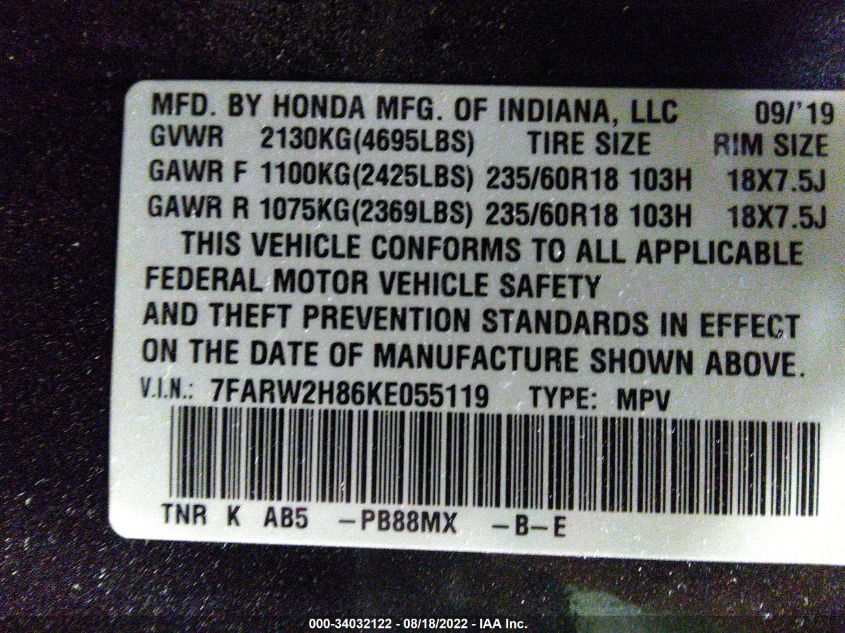 MFD. BY HONDA MFG. OF INDIANA, LLC 09/'19
GVWR 2130KG(4695LBS) TIRE SIZE RIM SIZE
GAWR F 1100KG(2425LBS) 235/60R18 103H 18X7.5J
GAWR R 1075KG(2369LBS) 235/60R18 103H 18X7.5J
THIS VEHICLE CONFORMS TO ALL APPLICABLE
FEDERAL MOTOR VEHICLE SAFETY
AND THEFT PREVENTION STANDARDS IN EFFECT
ON THE DATE OF MANUFACTURE SHOWN ABOVE.
V.I.N.: 7FARW2H86KE055119 TYPE: MPV
TNR K AB5 -PB88MX -B-E
000-34032122 - 08/18/2022 - IAA Inc.